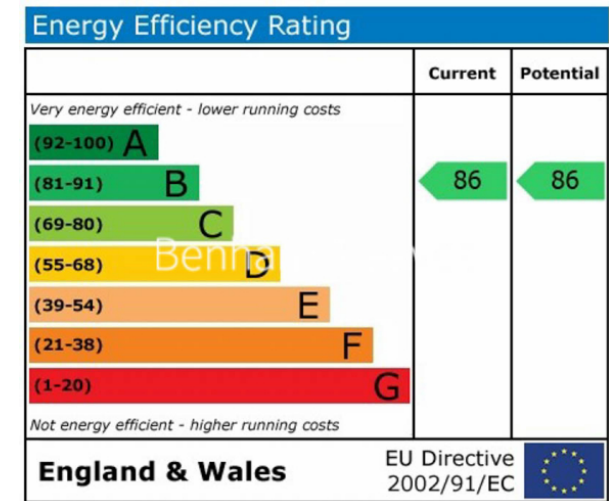 Energy Efficiency Rating
Current Potential
Very energy efficient - lower running costs
(92-100) A
(81-91) B 86 86
(69-80) C
(55-68) D
(39-54) E
(21-38) F
(1-20) G
Not energy efficient - higher running costs
England & Wales
EU Directive
2002/91/EC